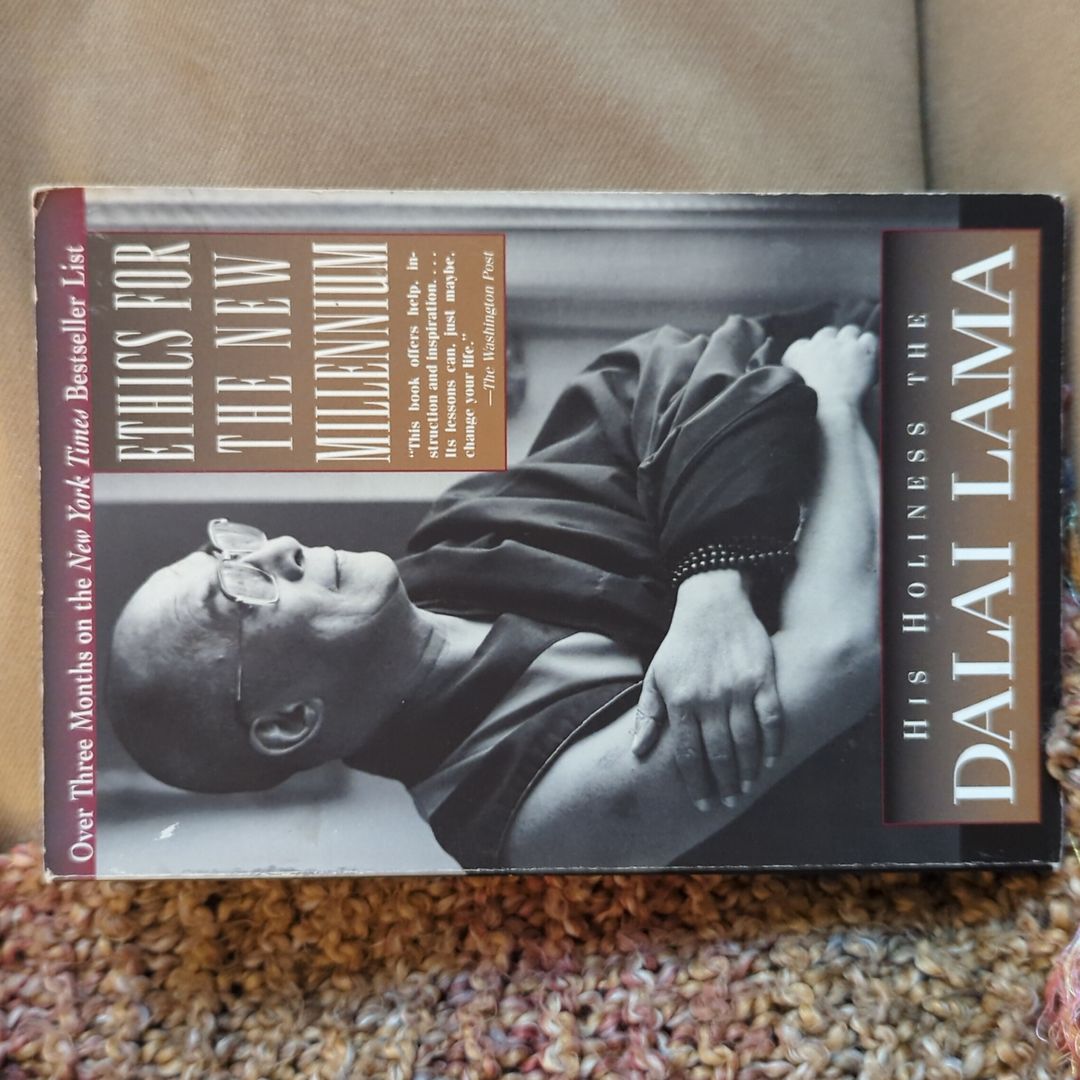 Over Three Months on the New York Times Bestseller List
ETHICS FOR
THE NEW
MILLENNIUM
“This book offers help, in-
struction and inspiration. . . .
Its lessons can, just maybe,
change your life.”
—The Washington Post
HIS HOLINESS THE
DALAI LAMA